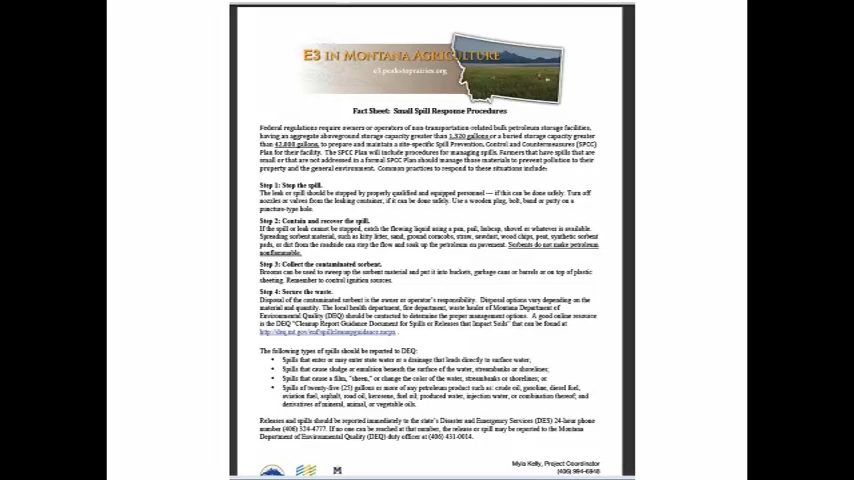 E3 IN MONTANA AGRICULTURE
e3.peakstoprairies.org
Fact Sheet: Small Spill Response Procedures
Federal regulations require owners or operators of non-transportation-related bulk petroleum storage facilities,
having an aggregate aboveground storage capacity greater than 1,320 gallons or a buried storage capacity greater
than 42,000 gallons, to prepare and maintain a site-specific Spill Prevention, Control and Countermeasures (SPCC)
Plan for their facility. The SPCC Plan will include procedures for managing spills. Farmers that have spills that are
small or that are not addressed in a formal SPCC Plan should manage those materials to prevent pollution to their
property and the general environment. Common practices to respond to these situations include:
Step 1: Stop the spill.
The leak or spill should be stopped by properly qualified and equipped personnel — if this can be done safely. Turn off
nozzles or valves from the leaking container, if it can be done safely. Use a wooden plug, bolt, band or putty on a
puncture-type hole.
Step 2: Contain and recover the spill.
If the spill or leak cannot be stopped, catch the flowing liquid using a pan, pail, hubcap, shovel or whatever is available.
Spreading sorbent material, such as kitty litter, sand, ground corncobs, straw, sawdust, wood chips, peat, synthetic sorbent
pads, or dirt from the roadside can stop the flow and soak up the petroleum on pavement. Sorbents do not make petroleum
nonflammable.
Step 3: Collect the contaminated sorbent.
Brooms can be used to sweep up the sorbent material and put it into buckets, garbage cans or barrels or on top of plastic
sheeting. Remember to control ignition sources.
Step 4: Secure the waste.
Disposal of the contaminated sorbent is the owner or operator's responsibility. Disposal options vary depending on the
material and quantity. The local health department, fire department, waste hauler of Montana Department of
Environmental Quality (DEQ) should be contacted to determine the proper management options. A good online resource
is the DEQ "Cleanup Report Guidance Document for Spills or Releases that Impact Soils" that can be found at
The following types of spills should be reported to DEQ:
• Spills that enter or may enter state water or a drainage that leads directly to surface water;
• Spills that cause sludge or emulsion beneath the surface of the water, streambanks or shorelines;
• Spills that cause a film, "sheen," or change the color of the water, streambanks or shorelines; or
• Spills of twenty-five (25) gallons or more of any petroleum product such as: crude oil, gasoline, diesel fuel,
aviation fuel, asphalt, road oil, kerosene, fuel oil, produced water, injection water, or combination thereof; and
derivatives of mineral, animal, or vegetable oils.
Releases and spills should be reported immediately to the state's Disaster and Emergency Services (DES) 24-hour phone
number (406) 324-4777. If no one can be reached at that number, the release or spill may be reported to the Montana
Department of Environmental Quality (DEQ) duty officer at (406) 431-0014.
Myla Kelly, Project Coordinator
(406) 994-6948